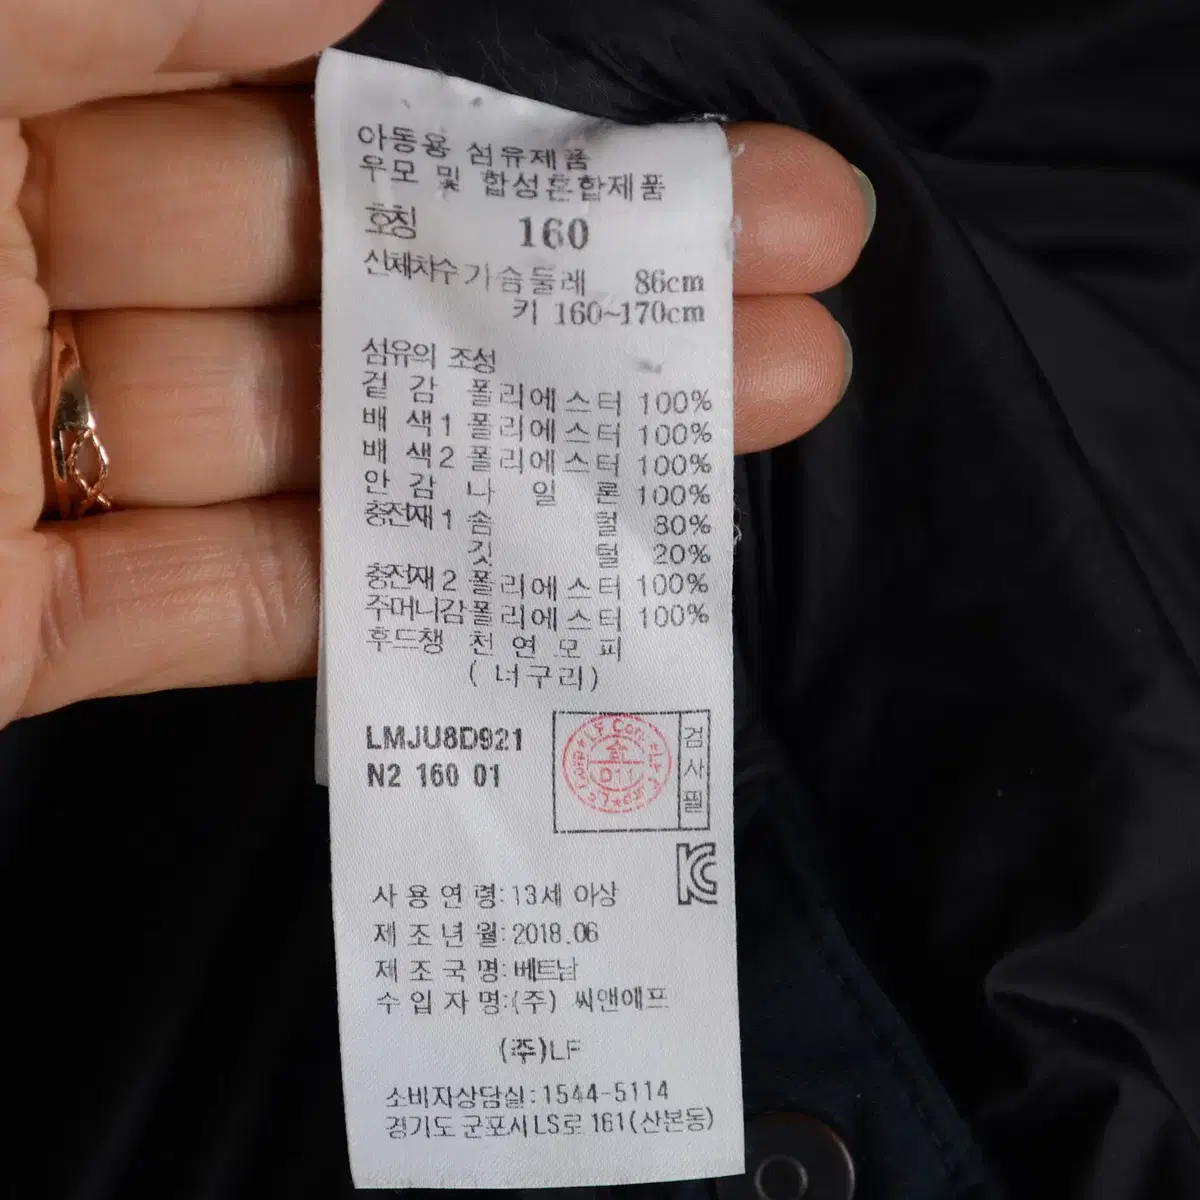 아동용 섬유제품
우모 및 합성혼합제품
호칭 160
신체치수 가슴둘레 86cm
키 160~170cm
섬유의 조성
겉 감 폴리에스터 100%
배 색1 폴리에스터 100%
배 색2 폴리에스터 100%
안 감 나 일 론 100%
충전재1 솜 털 80%
깃 털 20%
충전재2 폴리에스터 100%
주머니감 폴리에스터 100%
후드챙 천 연 모 피
( 너구리)
LMJU8D921
N2 160 01
LF Corp
011
검사필
KC
사 용 연 령:13세 이상
제 조 년 월:2018.06
제 조 국 명:베트남
수 입 자 명:(주) 씨앤에프
(주)LF
소비자상담실:1544-5114
경기도 군포시 LS로 161(산본동)